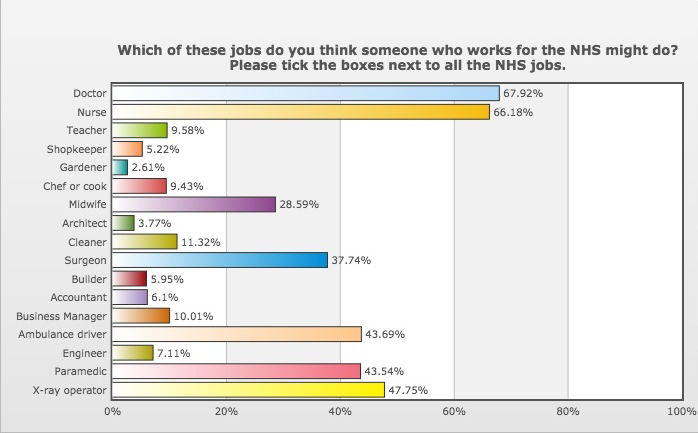 Which of these jobs do you think someone who works for the NHS might do?
Please tick the boxes next to all the NHS jobs.
Doctor 67.92%
Nurse 66.18%
Teacher 9.58%
Shopkeeper 5.22%
Gardener 2.61%
Chef or cook 9.43%
Midwife 28.59%
Architect 3.77%
Cleaner 11.32%
Surgeon 37.74%
Builder 5.95%
Accountant 6.1%
Business Manager 10.01%
Ambulance driver 43.69%
Engineer 7.11%
Paramedic 43.54%
X-ray operator 47.75%
0% 20% 40% 60% 80% 100%